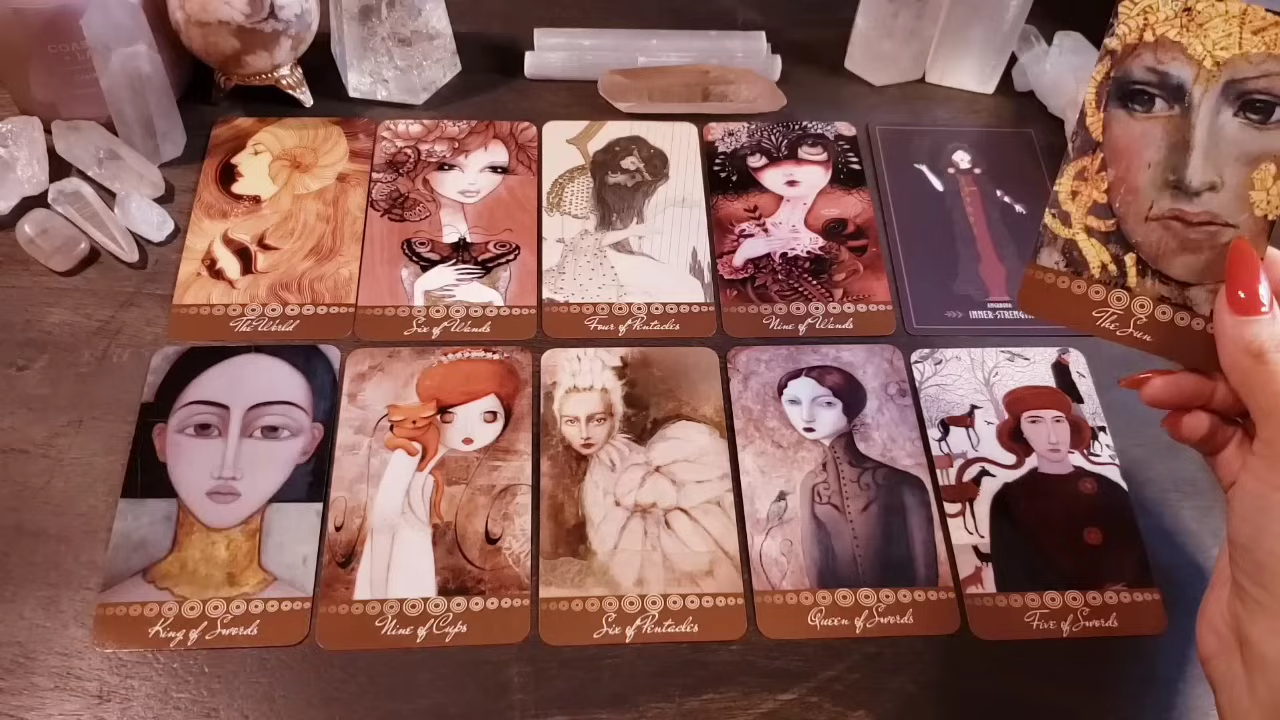 The World
Six of Wands
Four of Pentacles
Nine of Wands
INNER-STRENGTH
The Sun
King of Swords
Nine of Cups
Six of Pentacles
Queen of Swords
Five of Swords